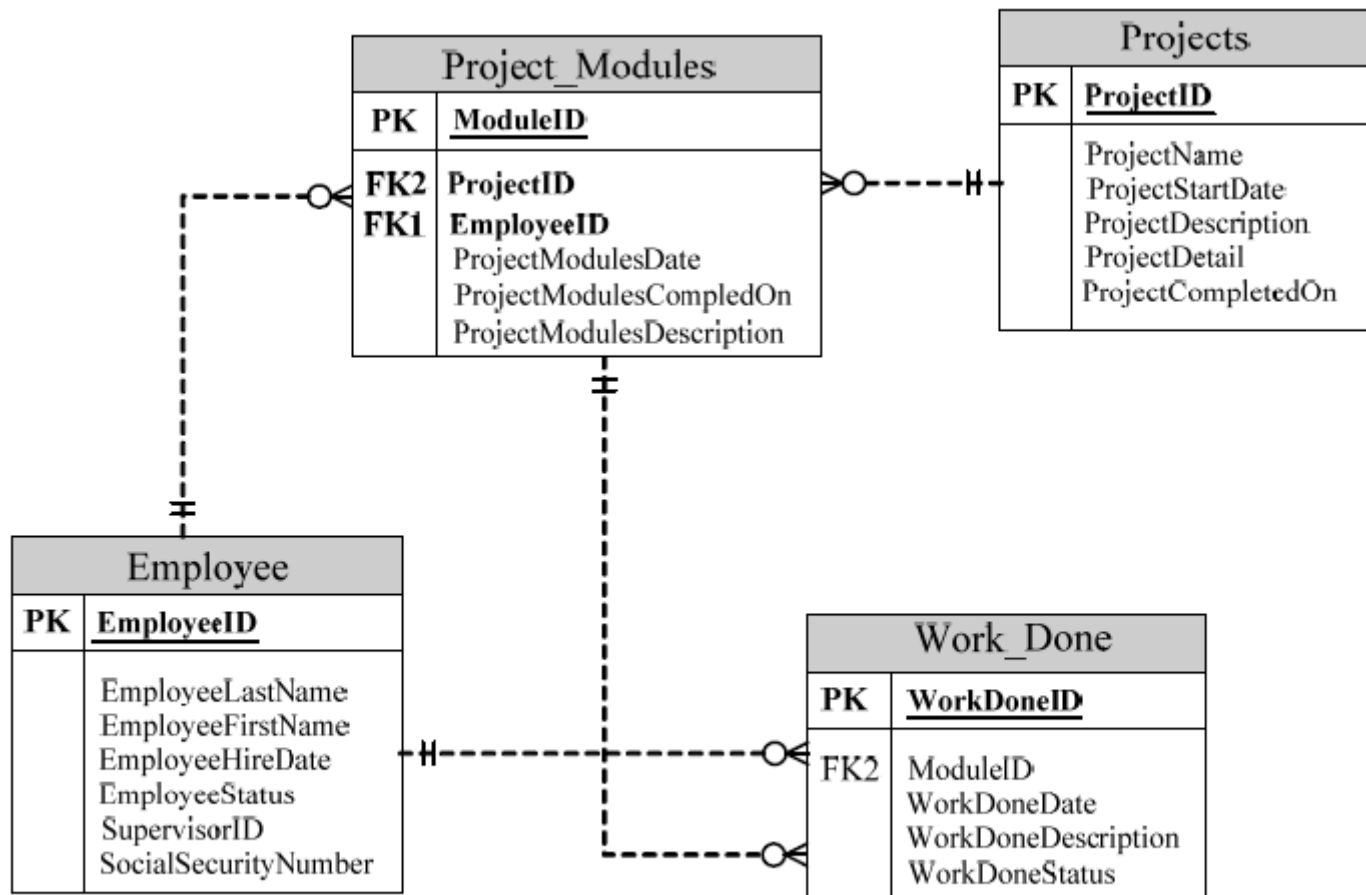 Project_Modules
PK ModuleID
FK2 ProjectID
FK1 EmployeeID
ProjectModulesDate
ProjectModulesCompledOn
ProjectModulesDescription
Projects
PK ProjectID
ProjectName
ProjectStartDate
ProjectDescription
ProjectDetail
ProjectCompletedOn
Employee
PK EmployeeID
EmployeeLastName
EmployeeFirstName
EmployeeHireDate
EmployeeStatus
SupervisorID
SocialSecurityNumber
Work_Done
PK WorkDoneID
FK2 ModuleID
WorkDoneDate
WorkDoneDescription
WorkDoneStatus